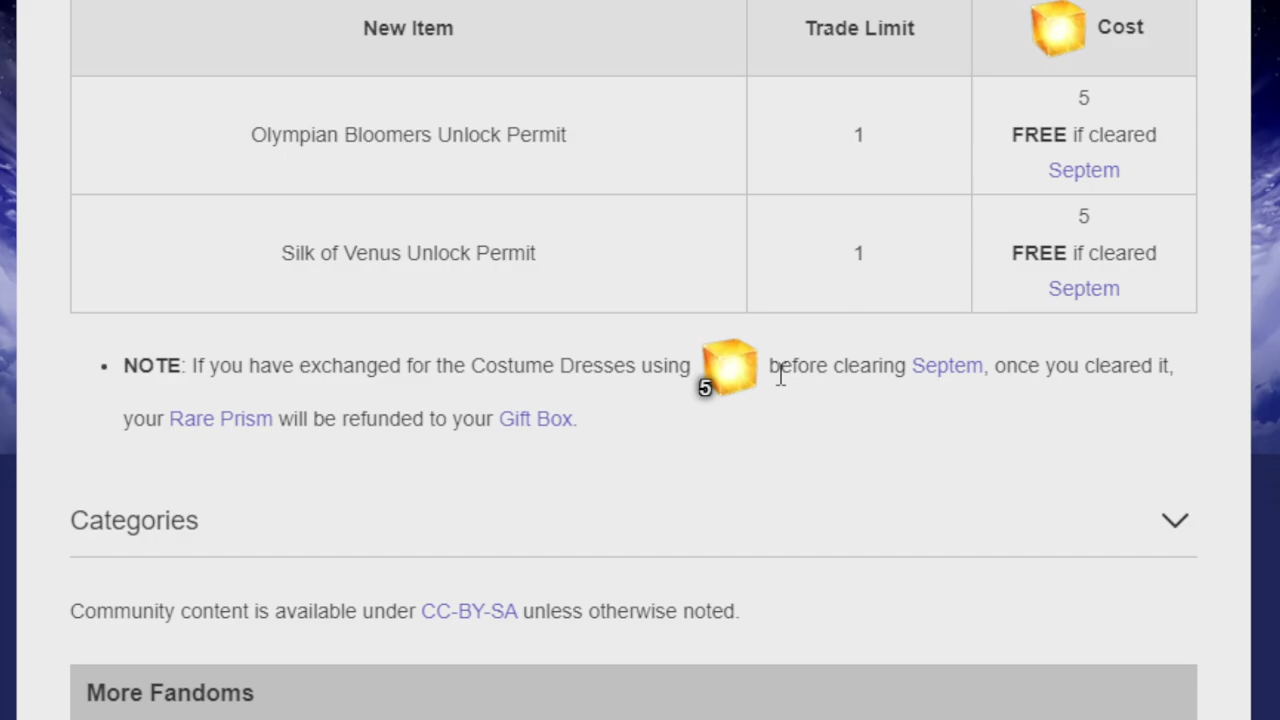 New Item Trade Limit Cost
5
Olympian Bloomers Unlock Permit 1 FREE if cleared
Septem
5
Silk of Venus Unlock Permit 1 FREE if cleared
Septem
• NOTE: If you have exchanged for the Costume Dresses using 5 before clearing Septem, once you cleared it,
your Rare Prism will be refunded to your Gift Box.
Categories
Community content is available under CC-BY-SA unless otherwise noted.
More Fandoms